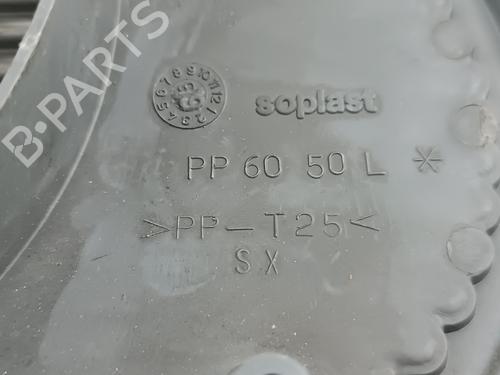 B-PARTS
soplast
PP 60 50 L *
>PP-T25<
SX